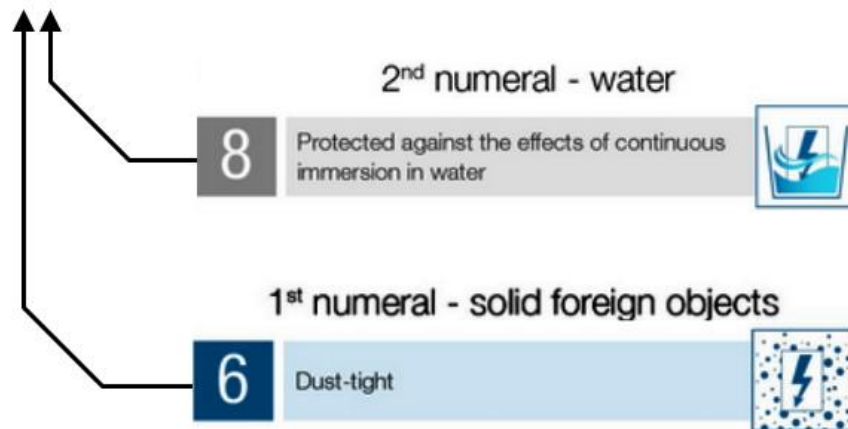 2nd numeral - water
8
Protected against the effects of continuous
immersion in water
1st numeral - solid foreign objects
6
Dust-tight